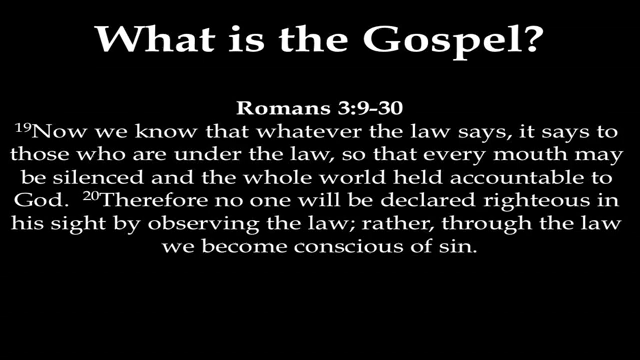 What is the Gospel?
Romans 3:9-30
¹⁹Now we know that whatever the law says, it says to
those who are under the law, so that every mouth may
be silenced and the whole world held accountable to
God. ²⁰Therefore no one will be declared righteous in
his sight by observing the law; rather, through the law
we become conscious of sin.